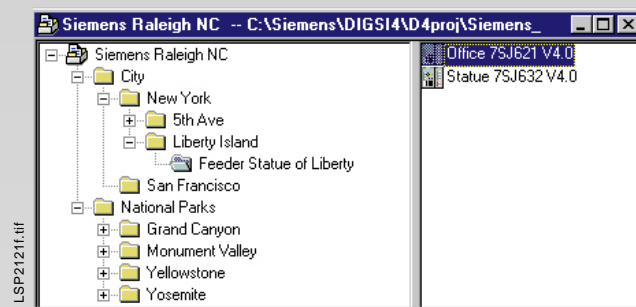 Siemens Raleigh NC -- C:\Siemens\DIGSI4\D4proj\Siemens_
Siemens Raleigh NC
City
New York
5th Ave
Liberty Island
Feeder Statue of Liberty
San Francisco
National Parks
Grand Canyon
Monument Valley
Yellowstone
Yosemite
Office 7SJ621 V4.0
Statue 7SJ632 V4.0
LSP2121f.tif